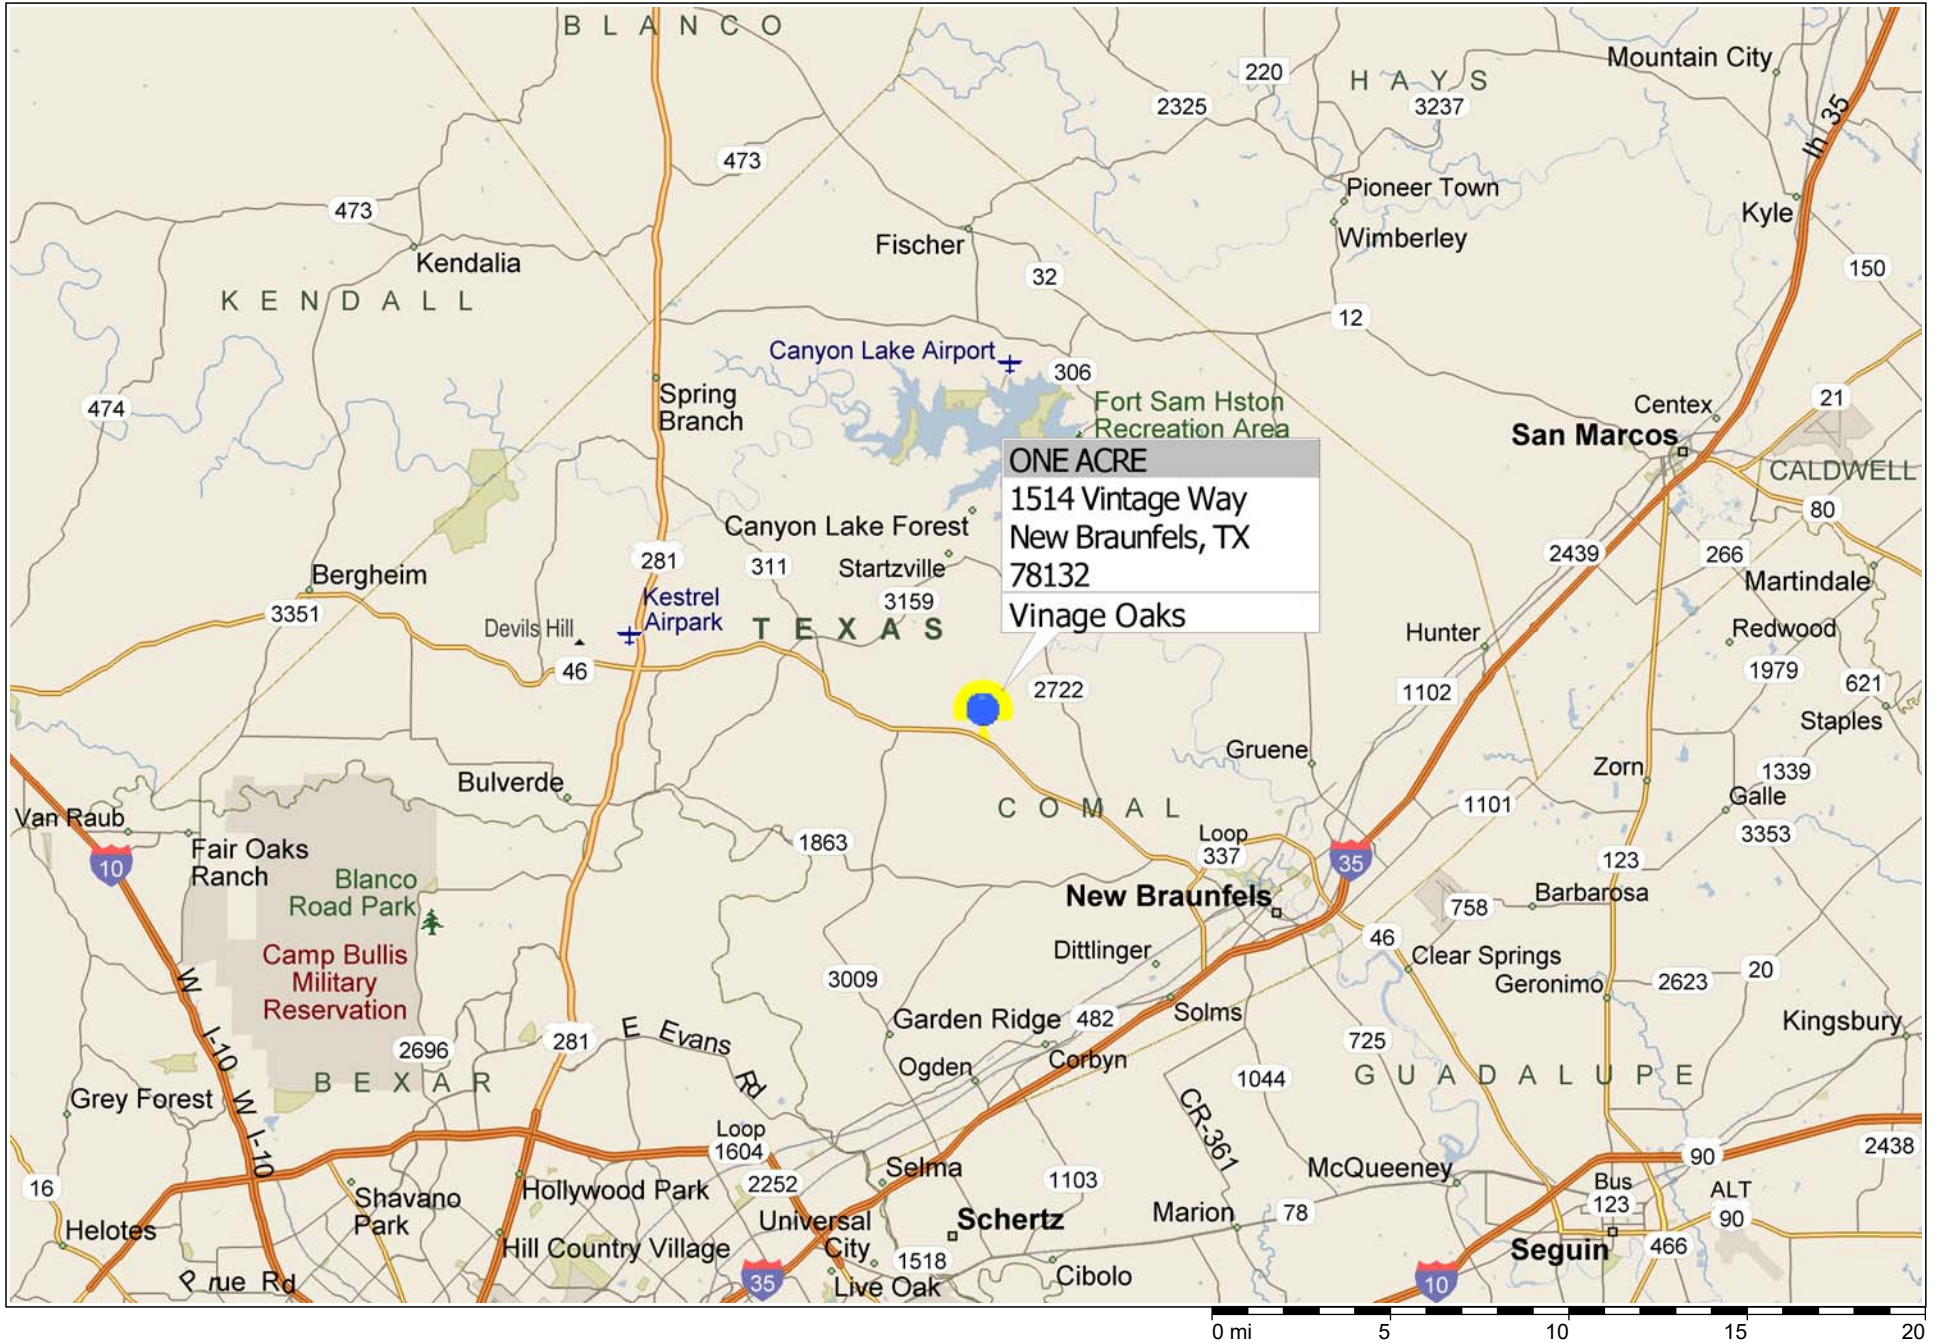 BLANCO
HAYS
Mountain City
220
2325
3237
Ih 35
473
473
Pioneer Town
Kyle
Fischer
Wimberley
Kendalia
32
150
KENDALL
12
Canyon Lake Airport
306
474
Spring
Branch
Fort Sam Hston
Recreation Area
Centex
21
San Marcos
ONE ACRE
1514 Vintage Way
New Braunfels, TX
78132
Vinage Oaks
CALDWELL
80
Canyon Lake Forest
281
311
Startzville
2439
266
Martindale
Bergheim
3351
Kestrel
Airpark
3159
Devils Hill
TEXAS
Hunter
Redwood
46
2722
1102
1979
621
Staples
Gruene
Zorn
1339
Bulverde
COMAL
1101
Galle
Van Raub
3353
1863
Loop
337
35
123
10
Fair Oaks
Ranch
Blanco
Road Park
New Braunfels
758
Barbarosa
46
Camp Bullis
Military
Reservation
Dittlinger
Clear Springs
20
3009
Geronimo
2623
W I-10
W I-10
Garden Ridge
482
Solms
Kingsbury
281
E Evans Rd
2696
725
Corbyn
Ogden
BEXAR
1044
GUADALUPE
Grey Forest
CR-361
Loop
1604
90
2438
Selma
16
2252
1103
McQueeney
Bus
123
ALT
90
Shavano
Park
Hollywood Park
Universal
City
Schertz
Marion
78
Helotes
Hill Country Village
1518
Seguin
466
P rue Rd
35
Live Oak
Cibolo
10
0 mi 5 10 15 20